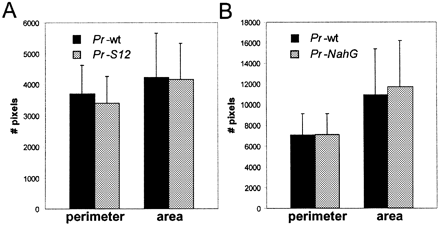 A
B
Pr-wt
Pr-S12
# pixels
6000
5000
4000
3000
2000
1000
0
perimeter area
Pr-wt
Pr-NahG
# pixels
18000
16000
14000
12000
10000
8000
6000
4000
2000
0
perimeter area